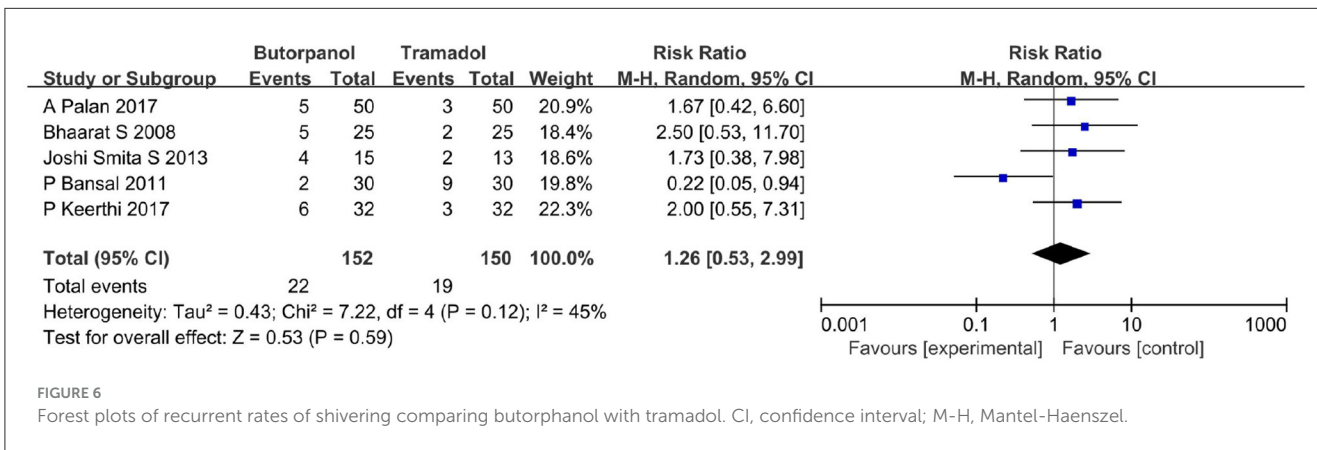 Butorpanol Tramadol Risk Ratio Risk Ratio
Study or Subgroup Events Total Events Total Weight M-H, Random, 95% CI M-H, Random, 95% CI
A Palan 2017 5 50 3 50 20.9% 1.67 [0.42, 6.60]
Bhaarat S 2008 5 25 2 25 18.4% 2.50 [0.53, 11.70]
Joshi Smita S 2013 4 15 2 13 18.6% 1.73 [0.38, 7.98]
P Bansal 2011 2 30 9 30 19.8% 0.22 [0.05, 0.94]
P Keerthi 2017 6 32 3 32 22.3% 2.00 [0.55, 7.31]
Total (95% CI) 152 150 100.0% 1.26 [0.53, 2.99]
Total events 22 19
Heterogeneity: Tau² = 0.43; Chi² = 7.22, df = 4 (P = 0.12); I² = 45%
Test for overall effect: Z = 0.53 (P = 0.59)
0.001 0.1 1 10 1000
Favours [experimental] Favours [control]
FIGURE 6
Forest plots of recurrent rates of shivering comparing butorphanol with tramadol. CI, confidence interval; M-H, Mantel-Haenszel.